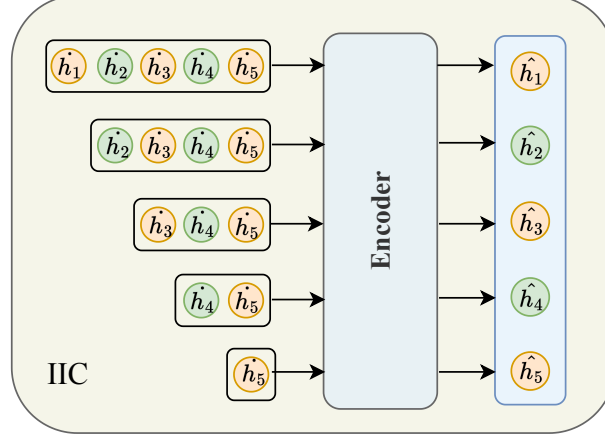 ḣ₁ ḣ₂ ḣ₃ ḣ₄ ḣ₅ ĥ₁
ḣ₂ ḣ₃ ḣ₄ ḣ₅ ĥ₂
Encoder
ḣ₃ ḣ₄ ḣ₅ ĥ₃
ḣ₄ ḣ₅ ĥ₄
IIC ḣ₅ ĥ₅